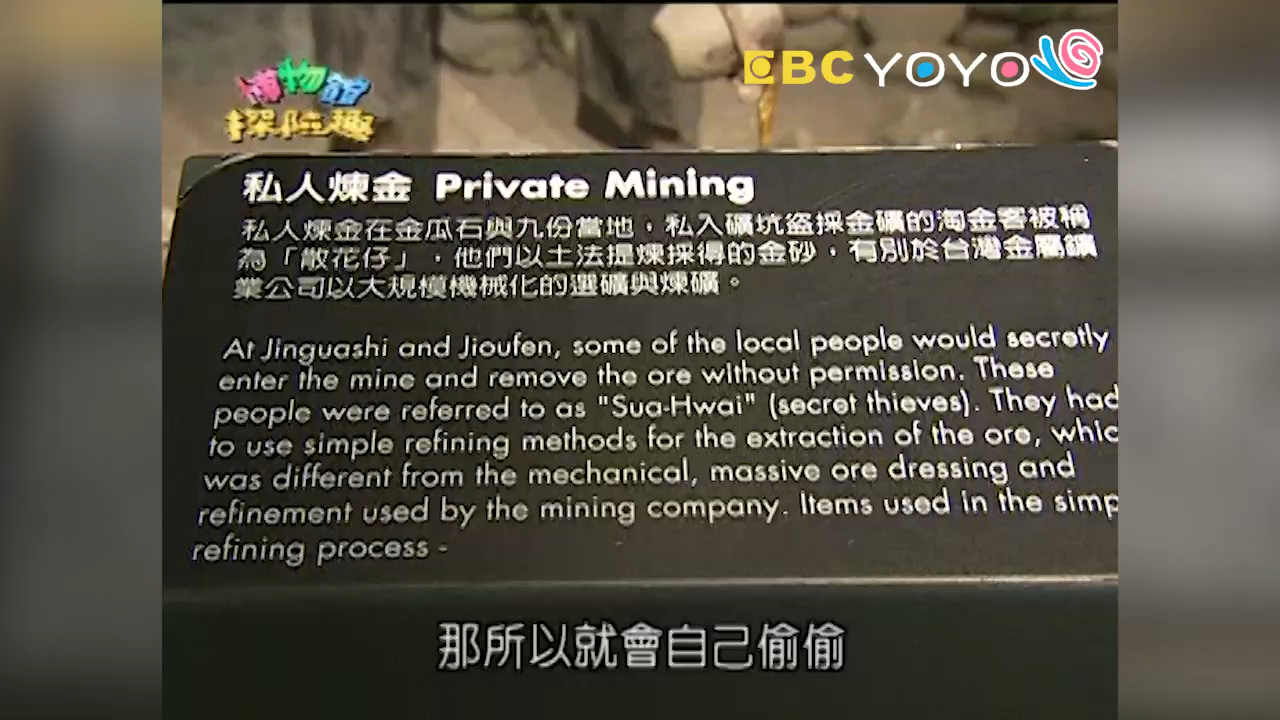 EBC YOYO
博物館
探險趣
私人煉金 Private Mining
私人煉金在金瓜石與九份當地，私入礦坑盜採金礦的淘金客被稱
為「散花仔」，他們以土法提煉採得的金砂，有別於台灣金屬鑛
業公司以大規模機械化的選礦與煉礦。
At Jinguashi and Jioufen, some of the local people would secretly
enter the mine and remove the ore without permission. These
people were referred to as "Sua-Hwai" (secret thieves). They had
to use simple refining methods for the extraction of the ore, whic
was different from the mechanical, massive ore dressing and
refinement used by the mining company. Items used in the simp
refining process -
那所以就會自己偷偷